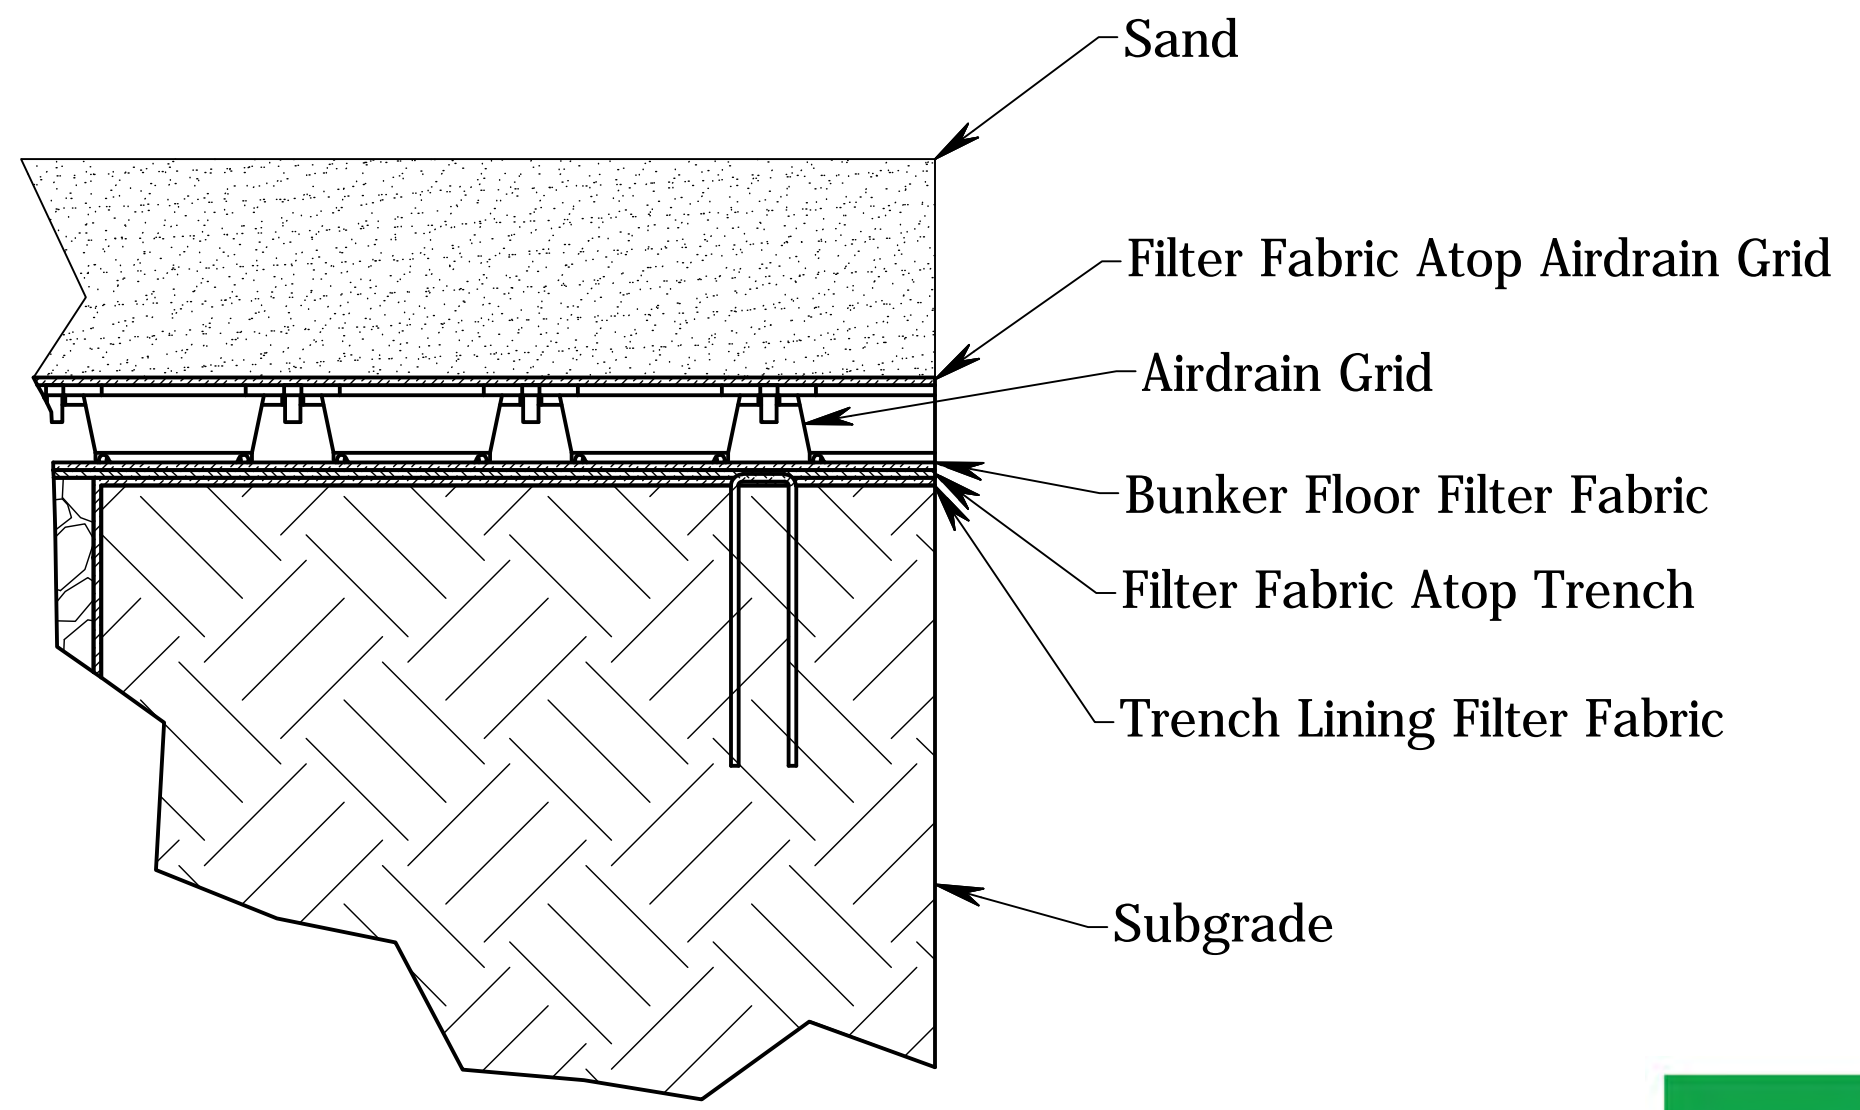 Sand
Filter Fabric Atop Airdrain Grid
Airdrain Grid
Bunker Floor Filter Fabric
Filter Fabric Atop Trench
Trench Lining Filter Fabric
Subgrade